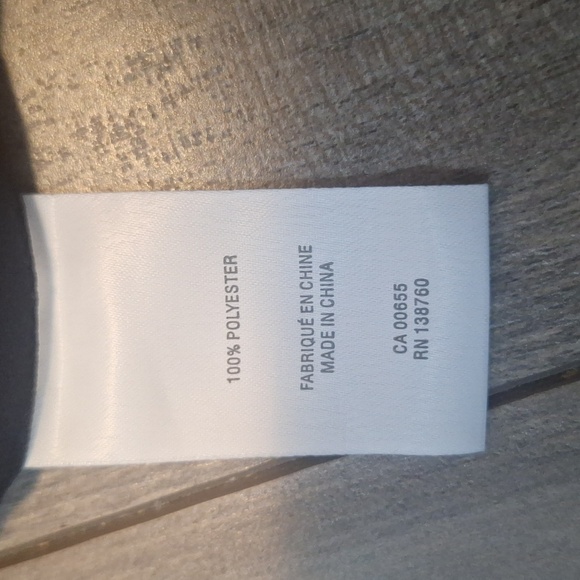 100% POLYESTER
FABRIQUÉ EN CHINE
MADE IN CHINA
CA 00655
RN 138760